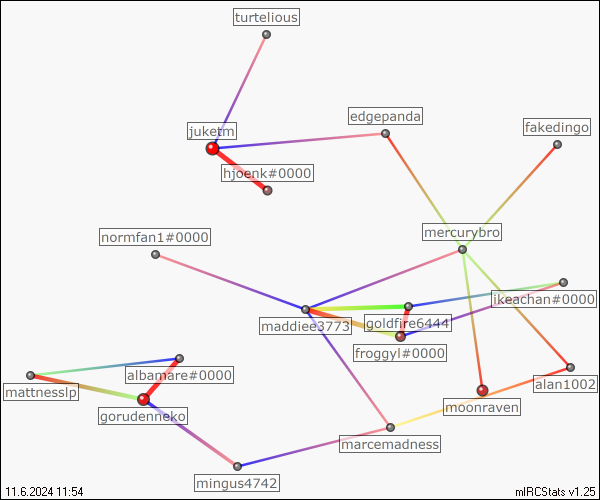 turtelious
edgepanda
juketm
fakedingo
hjoenk#0000
mercurybro
normfan1#0000
ikeachan#0000
goldfire6444
maddiee3773
froggyl#0000
albamare#0000
alan1002
mattnesslp
moonraven
gorudenneko
marcemadness
mingus4742
11.6.2024 11:54
mIRCStats v1.25